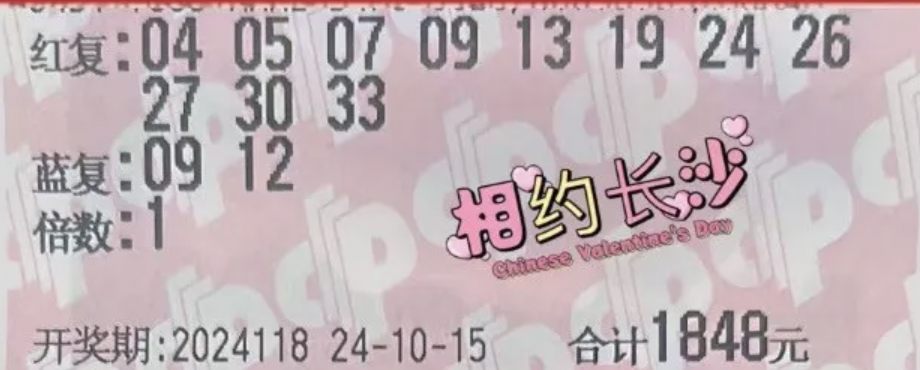 红复:04 05 07 09 13 19 24 26
27 30 33
蓝复:09 12
倍数:1
相约长沙
Chinese Valentine's Day
开奖期:2024118 24-10-15 合计1848元